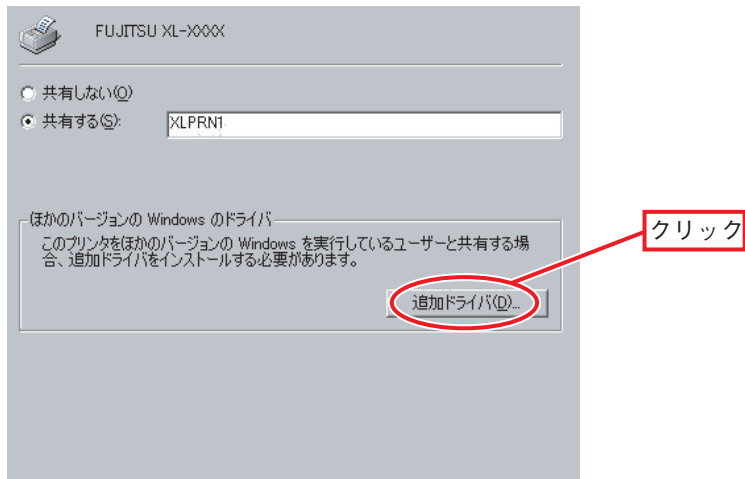 FUJITSU XL-XXXX
共有しない(O)
共有する(S):
XLPRN1
ほかのバージョンの Windows のドライバ
このプリンタをほかのバージョンの Windows を実行しているユーザーと共有する場
合、追加ドライバをインストールする必要があります。
クリック
追加ドライバ(D)...